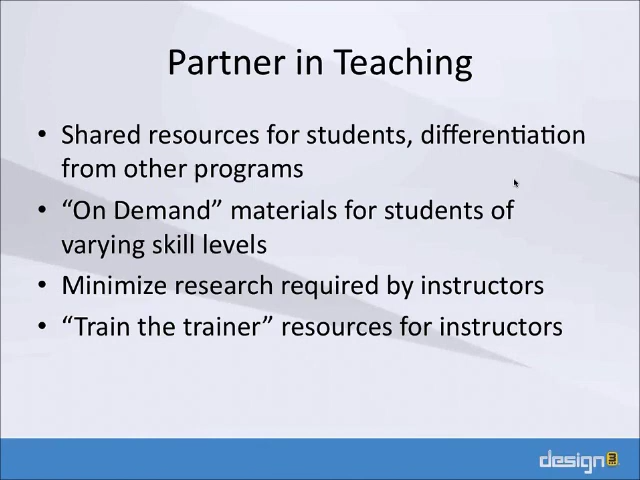 Partner in Teaching
• Shared resources for students, differentiation
from other programs
• “On Demand” materials for students of
varying skill levels
• Minimize research required by instructors
• “Train the trainer” resources for instructors
design